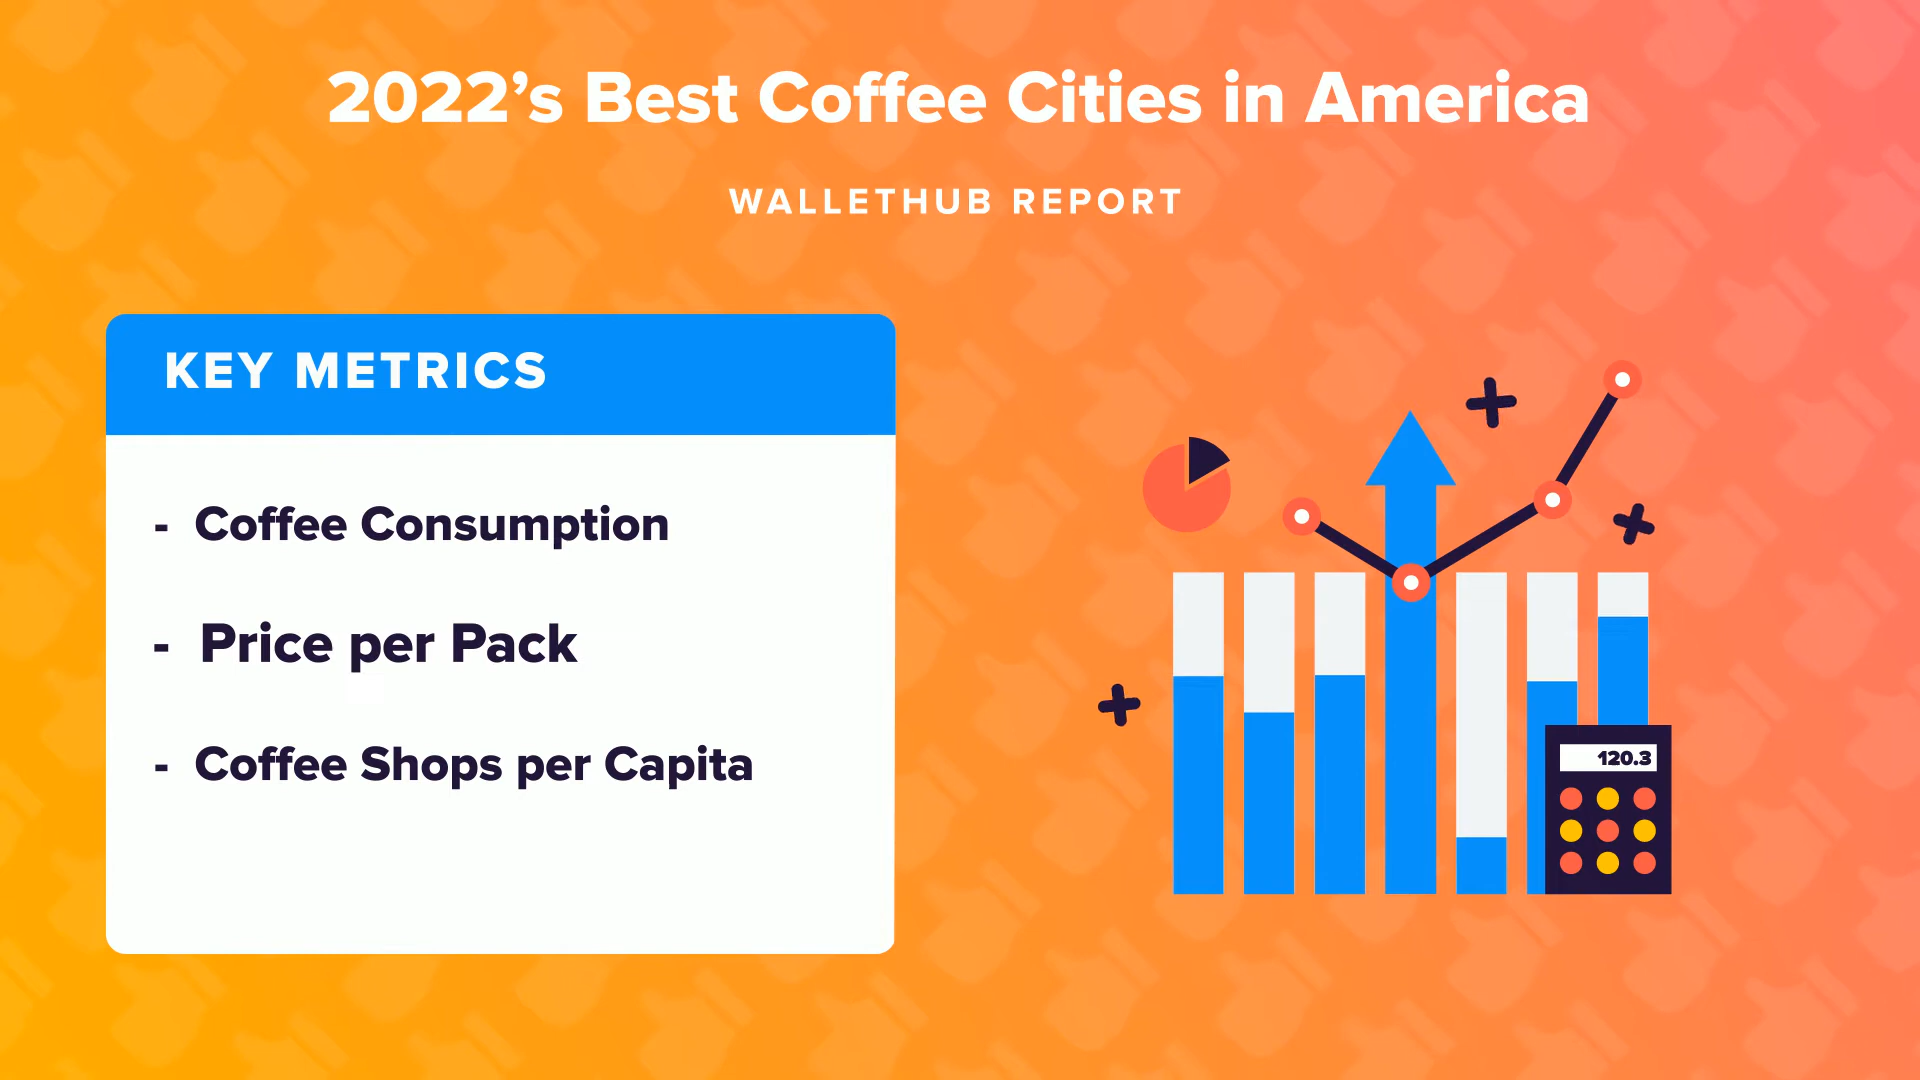 2022’s Best Coffee Cities in America
WALLETHUB REPORT
KEY METRICS
- Coffee Consumption
- Price per Pack
- Coffee Shops per Capita
120.3